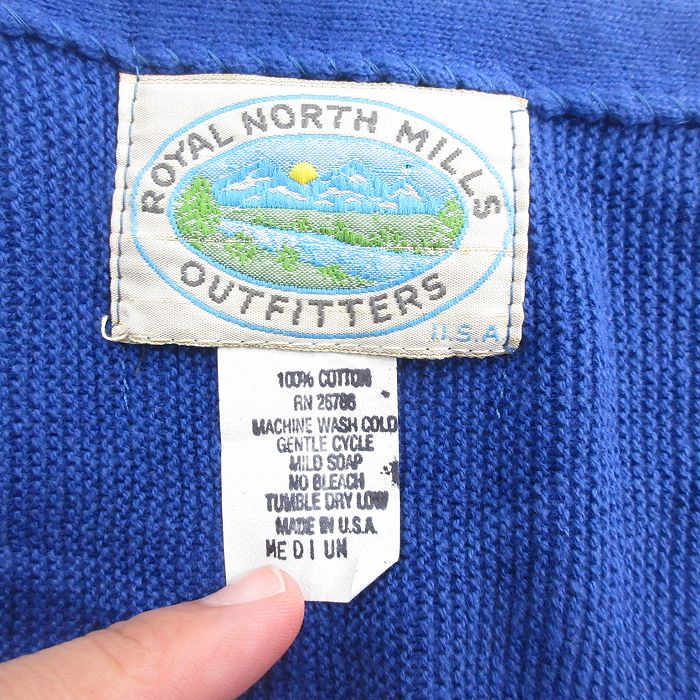 ROYAL NORTH MILLS
OUTFITTERS
U.S.A
100% COTTON
RN 26786
MACHINE WASH COLD
GENTLE CYCLE
MILD SOAP
NO BLEACH
TUMBLE DRY LOW
MADE IN U.S.A.
MEDIUM